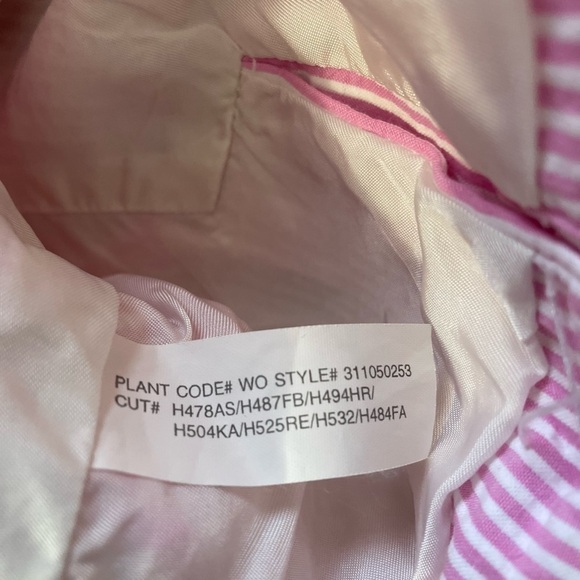 PLANT CODE# WO STYLE# 311050253
CUT# H478AS/H487FB/H494HR/
H504KA/H525RE/H532/H484FA